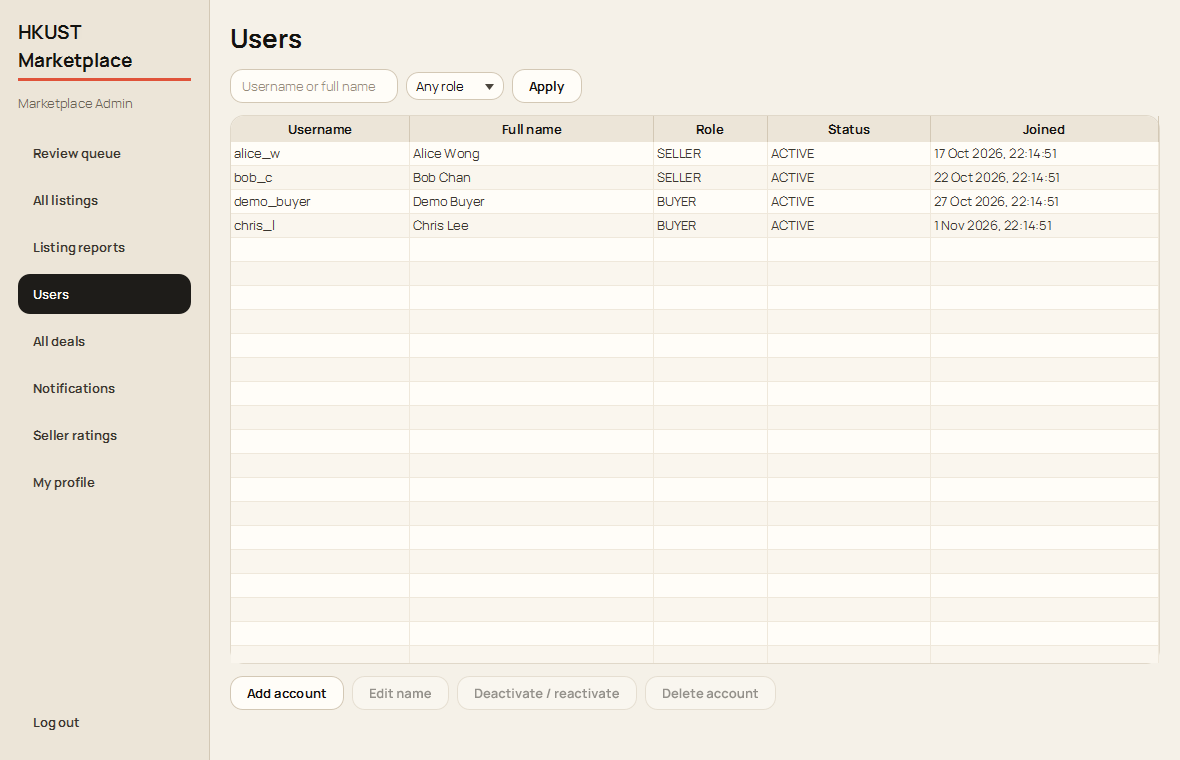 HKUST
Marketplace
Marketplace Admin
Review queue
All listings
Listing reports
Users
All deals
Notifications
Seller ratings
My profile
Log out
Users
Username or full name Any role Apply
Username Full name Role Status Joined
alice_w Alice Wong SELLER ACTIVE 17 Oct 2026, 22:14:51
bob_c Bob Chan SELLER ACTIVE 22 Oct 2026, 22:14:51
demo_buyer Demo Buyer BUYER ACTIVE 27 Oct 2026, 22:14:51
chris_l Chris Lee BUYER ACTIVE 1 Nov 2026, 22:14:51
Add account Edit name Deactivate / reactivate Delete account